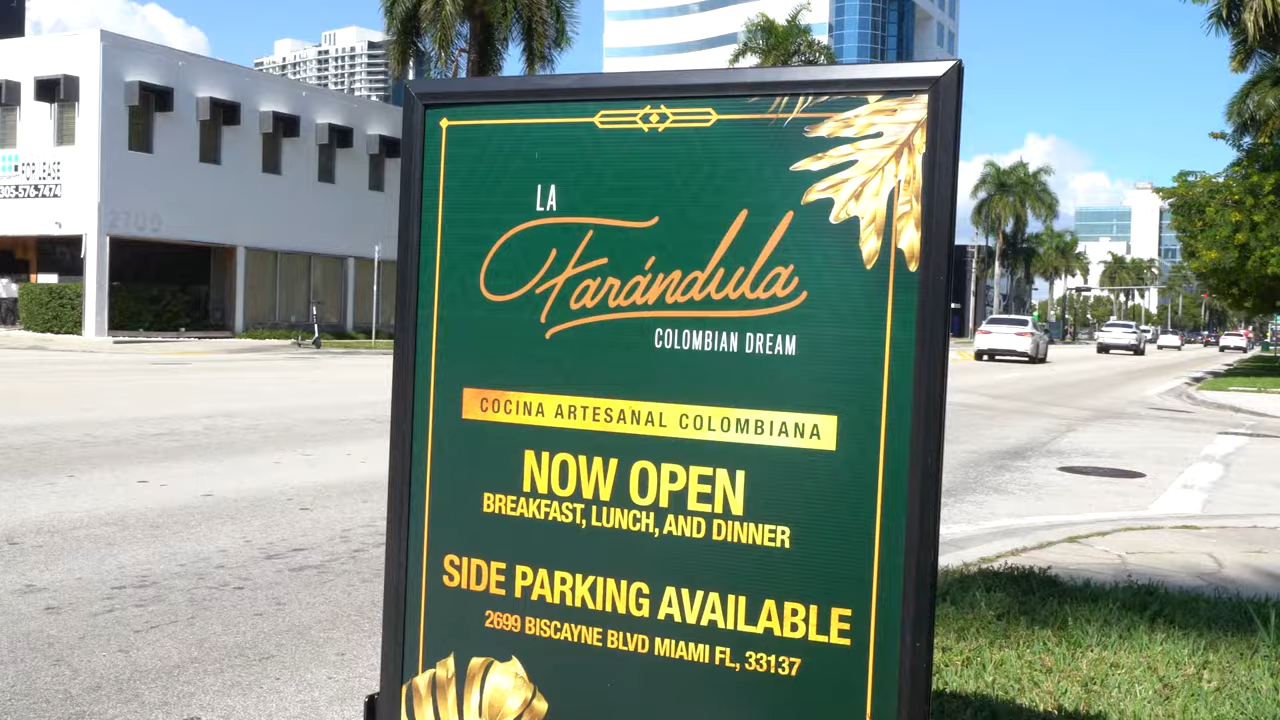 FOR LEASE
305-576-7474
2700
LA
Farándula
COLOMBIAN DREAM
COCINA ARTESANAL COLOMBIANA
NOW OPEN
BREAKFAST, LUNCH, AND DINNER
SIDE PARKING AVAILABLE
2699 BISCAYNE BLVD MIAMI FL, 33137